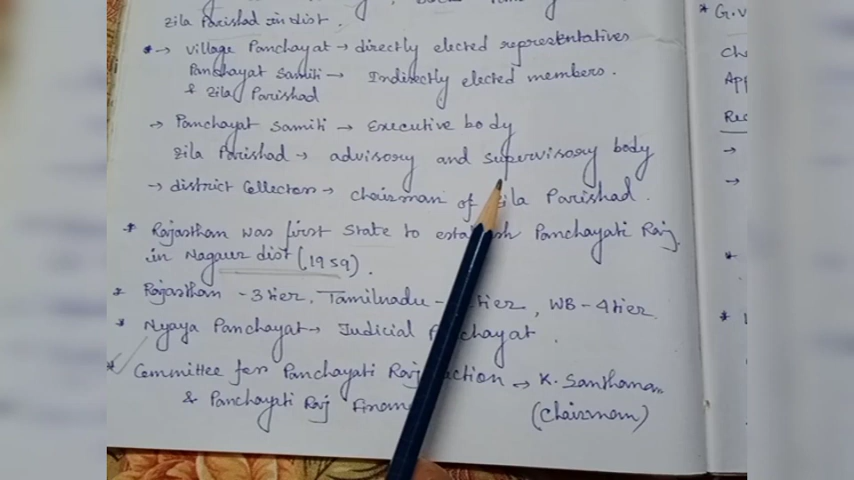 Zila Parishad in dist.
* → Village Panchayat → directly elected representatives
Panchayat Samiti → Indirectly elected members.
& Zila Parishad
→ Panchayat Samiti → Executive body
Zila Parishad → advisory and supervisory body
→ district Collector → Chairman of Zila Parishad.
* Rajasthan was first State to establish Panchayati Raj
in Nagaur dist (1959).
* Rajasthan - 3 tier, Tamilnadu - tier, WB - 4 tier
* Nyaya Panchayat → Judicial Panchayat
* Committee for Panchayati Raj → K. Santhanam
& Panchayati Raj (Chairman)
* G.V